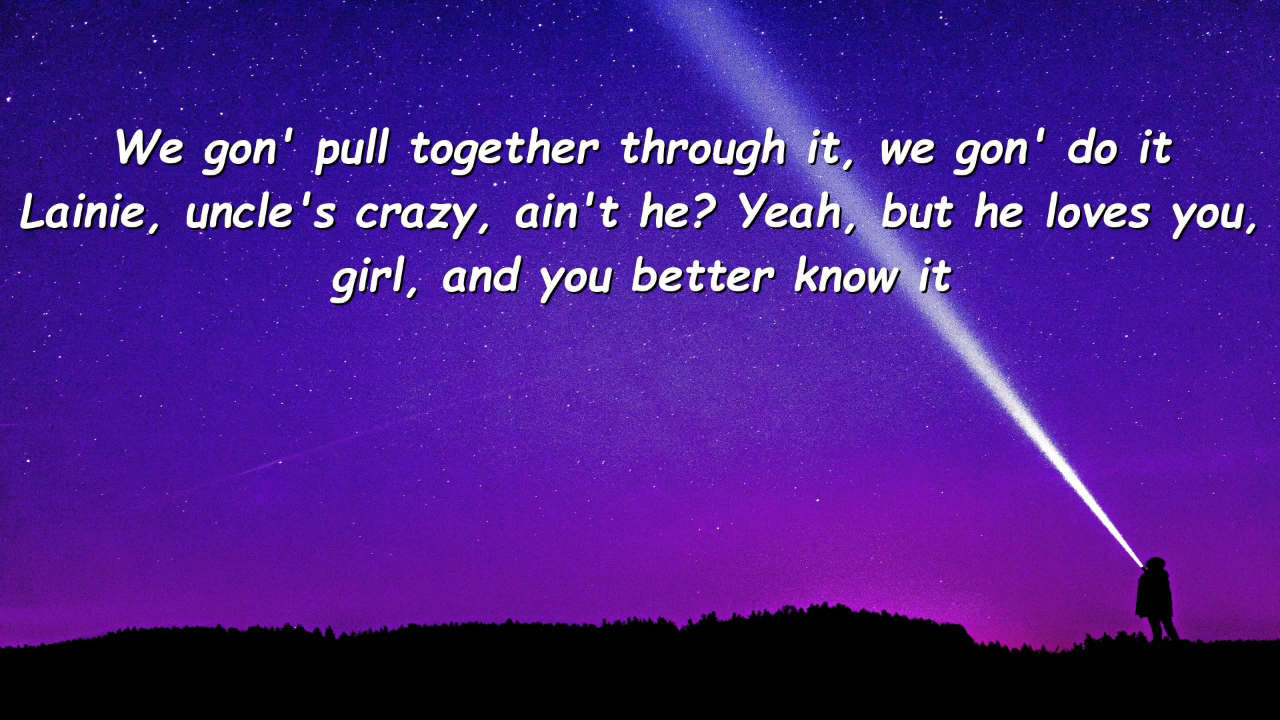 We gon' pull together through it, we gon' do it
Lainie, uncle's crazy, ain't he? Yeah, but he loves you,
girl, and you better know it